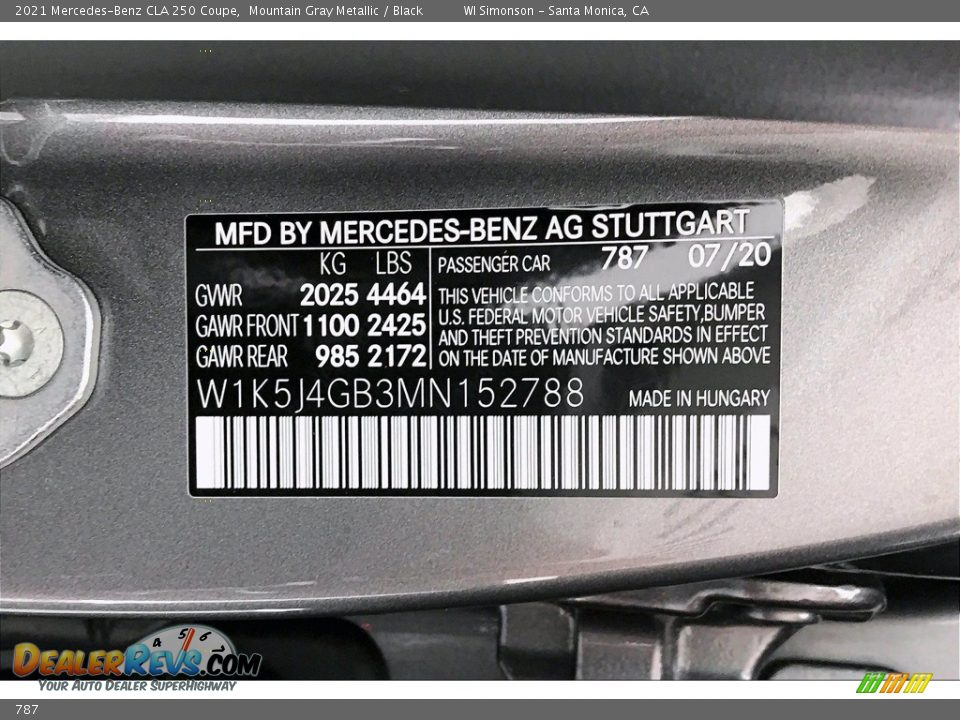 2021 Mercedes-Benz CLA 250 Coupe,  Mountain Gray Metallic / Black    WI Simonson - Santa Monica, CA
MFD BY MERCEDES-BENZ AG STUTTGART
KG LBS PASSENGER CAR 787 07/20
GVWR 2025 4464
GAWR FRONT 1100 2425
GAWR REAR 985 2172
THIS VEHICLE CONFORMS TO ALL APPLICABLE
U.S. FEDERAL MOTOR VEHICLE SAFETY,BUMPER
AND THEFT PREVENTION STANDARDS IN EFFECT
ON THE DATE OF MANUFACTURE SHOWN ABOVE
W1K5J4GB3MN152788 MADE IN HUNGARY
4 5 6
DEALERREVS.COM
YOUR AUTO DEALER SUPERHIGHWAY
787